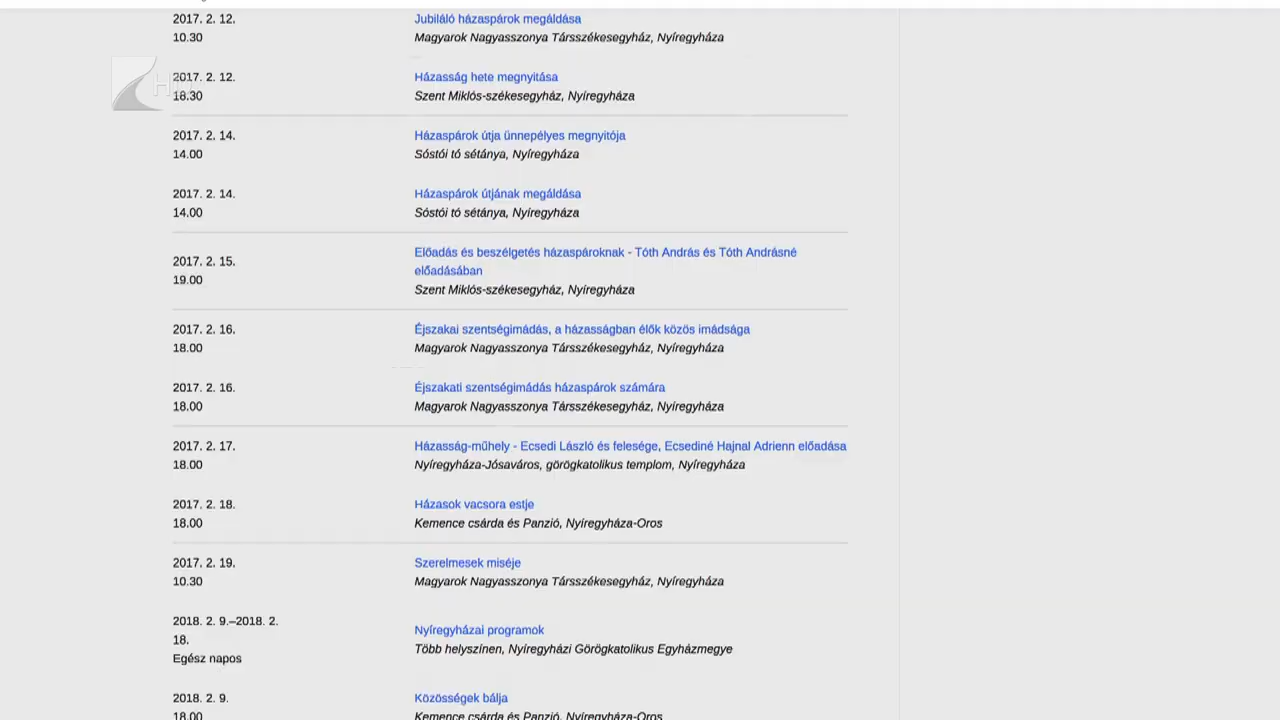 2017. 2. 12.
10.30
Jubiláló házaspárok megáldása
Magyarok Nagyasszonya Társszékesegyház, Nyíregyháza
2017. 2. 12.
18.30
Házasság hete megnyitása
Szent Miklós-székesegyház, Nyíregyháza
2017. 2. 14.
14.00
Házaspárok útja ünnepélyes megnyitója
Sóstói tó sétánya, Nyíregyháza
2017. 2. 14.
14.00
Házaspárok útjának megáldása
Sóstói tó sétánya, Nyíregyháza
2017. 2. 15.
19.00
Előadás és beszélgetés házaspároknak - Tóth András és Tóth Andrásné
előadásában
Szent Miklós-székesegyház, Nyíregyháza
2017. 2. 16.
18.00
Éjszakai szentségimádás, a házasságban élők közös imádsága
Magyarok Nagyasszonya Társszékesegyház, Nyíregyháza
2017. 2. 16.
18.00
Éjszakati szentségimádás házaspárok számára
Magyarok Nagyasszonya Társszékesegyház, Nyíregyháza
2017. 2. 17.
18.00
Házasság-műhely - Ecsedi László és felesége, Ecsediné Hajnal Adrienn előadása
Nyíregyháza-Jósaváros, görögkatolikus templom, Nyíregyháza
2017. 2. 18.
18.00
Házasok vacsora estje
Kemence csárda és Panzió, Nyíregyháza-Oros
2017. 2. 19.
10.30
Szerelmesek miséje
Magyarok Nagyasszonya Társszékesegyház, Nyíregyháza
2018. 2. 9.–2018. 2.
18.
Egész napos
Nyíregyházai programok
Több helyszínen, Nyíregyházi Görögkatolikus Egyházmegye
2018. 2. 9.
18.00
Közösségek bálja
Kemence csárda és Panzió, Nyíregyháza-Oros